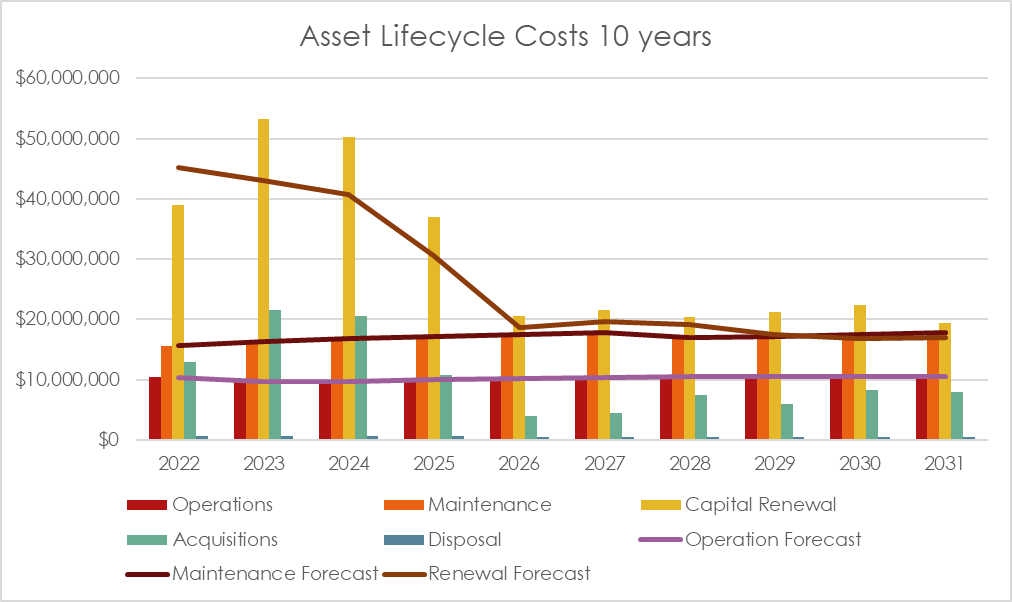 Asset Lifecycle Costs 10 years
$60,000,000
$50,000,000
$40,000,000
$30,000,000
$20,000,000
$10,000,000
$0
2022 2023 2024 2025 2026 2027 2028 2029 2030 2031
Operations Maintenance Capital Renewal
Acquisitions Disposal Operation Forecast
Maintenance Forecast Renewal Forecast